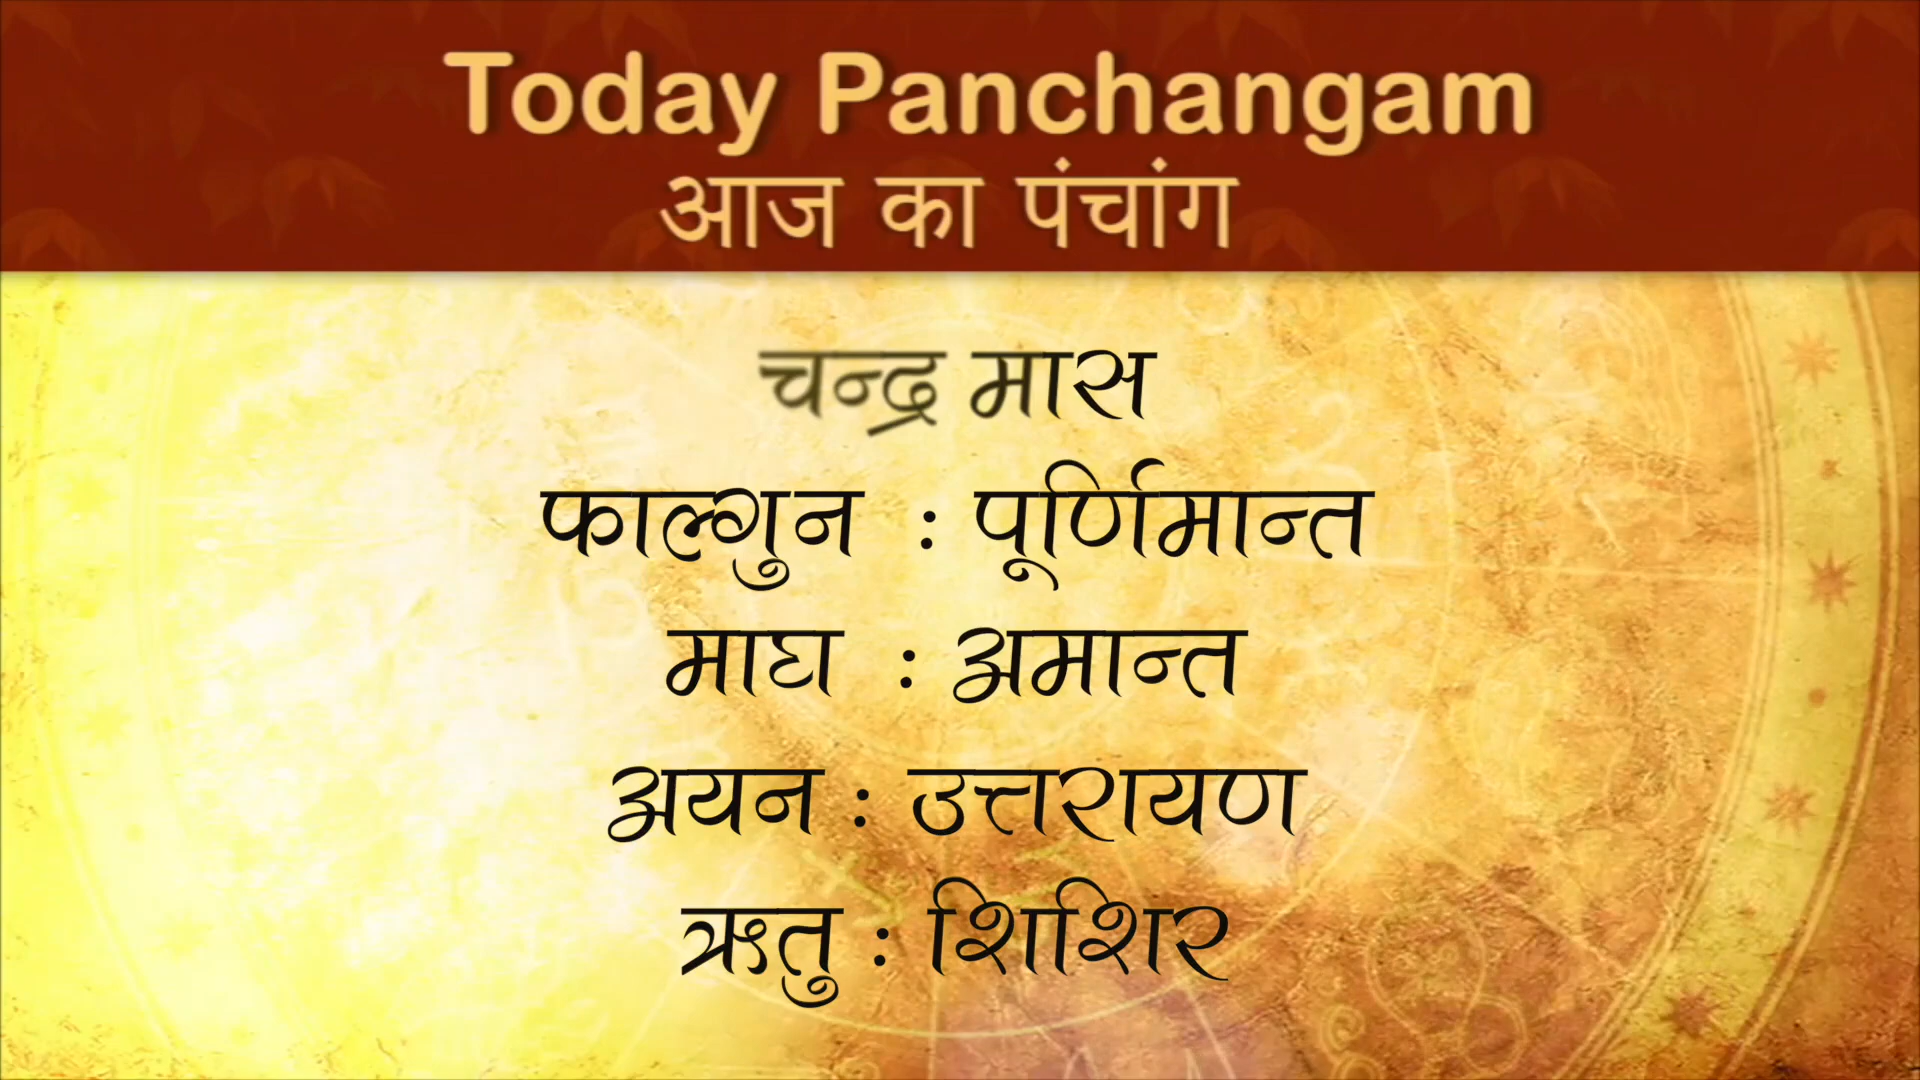 Today Panchangam
आज का पंचांग
चन्द्र मास
फाल्गुन : पूर्णिमान्त
माघ : अमान्त
अयन : उत्तरायण
ऋतु : शिशिर